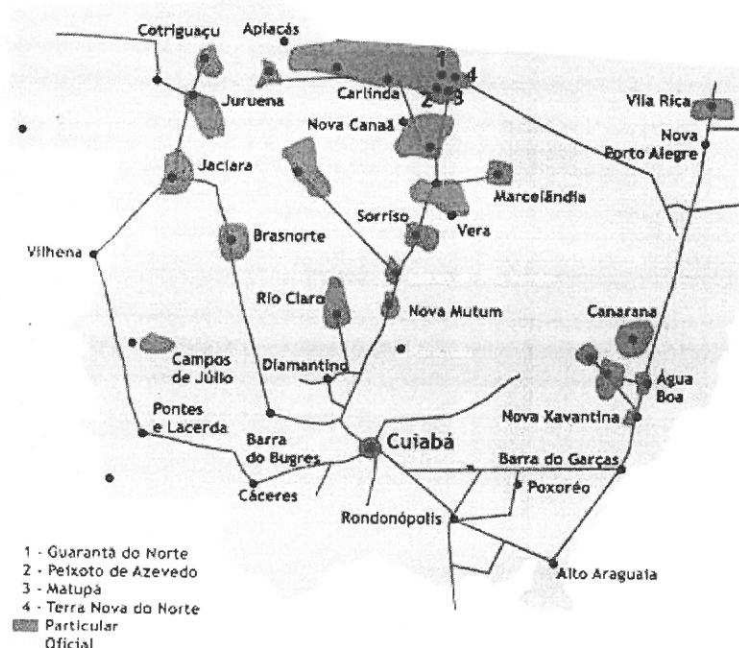 Cotriguaçu
Apiacás
1
4
Juruena
Carlinda
2
3
Vila Rica
Nova Canaã
Nova
Porto Alegre
Jaciara
Marcelândia
Sorriso
Vera
Brasnorte
Vilhena
Rio Claro
Nova Mutum
Canarana
Campos
de Júlio
Diamantino
Água
Boa
Pontes
e Lacerda
Nova Xavantina
Barra
do Bugres
Cuiabá
Barra do Garças
Cáceres
Poxoréo
Rondonópolis
Alto Araguaia
1 - Guarantã do Norte
2 - Peixoto de Azevedo
3 - Matupá
4 - Terra Nova do Norte
Particular
Oficial